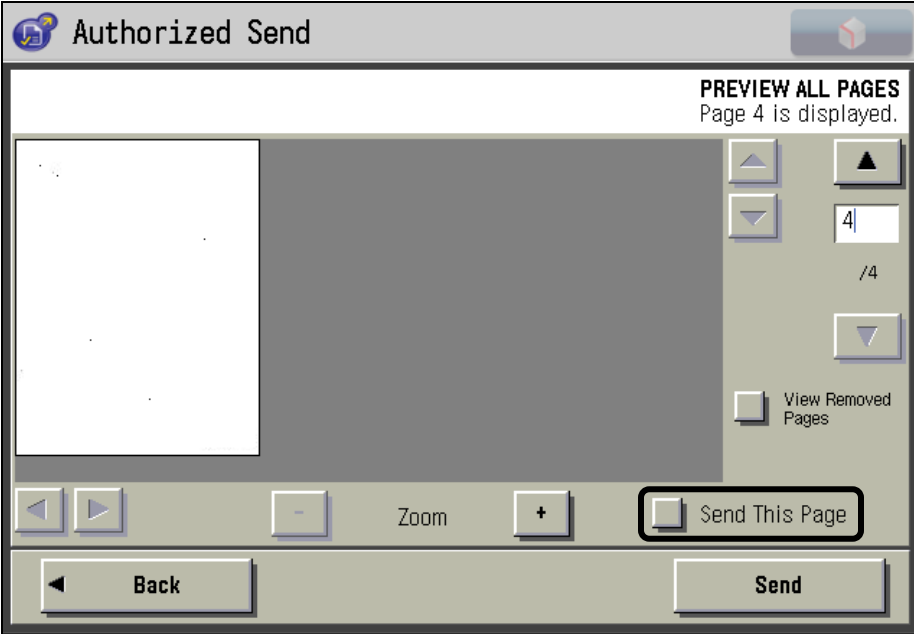 Authorized Send
PREVIEW ALL PAGES
Page 4 is displayed.
4
/4
View Removed
Pages
- Zoom +
Send This Page
Back
Send